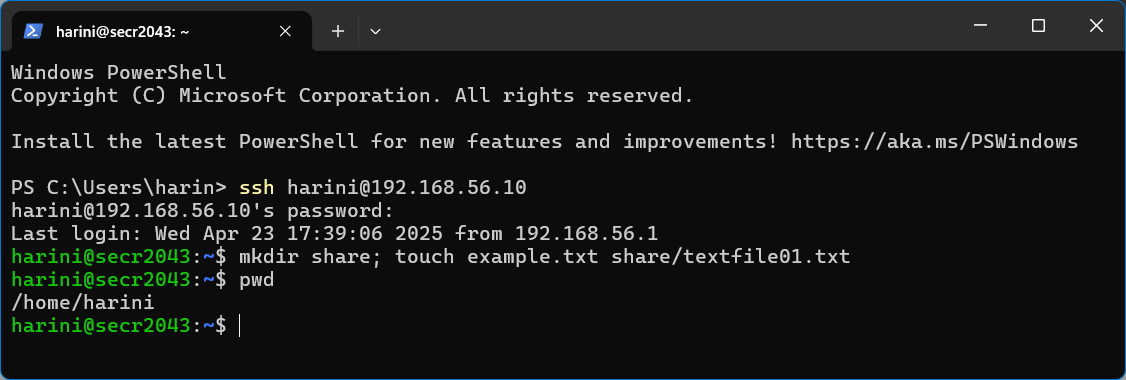 harini@secr2043: ~
Windows PowerShell
Copyright (C) Microsoft Corporation. All rights reserved.
Install the latest PowerShell for new features and improvements! https://aka.ms/PSWindows
PS C:\Users\harin> ssh harini@192.168.56.10
harini@192.168.56.10's password:
Last login: Wed Apr 23 17:39:06 2025 from 192.168.56.1
harini@secr2043:~$ mkdir share; touch example.txt share/textfile01.txt
harini@secr2043:~$ pwd
/home/harini
harini@secr2043:~$